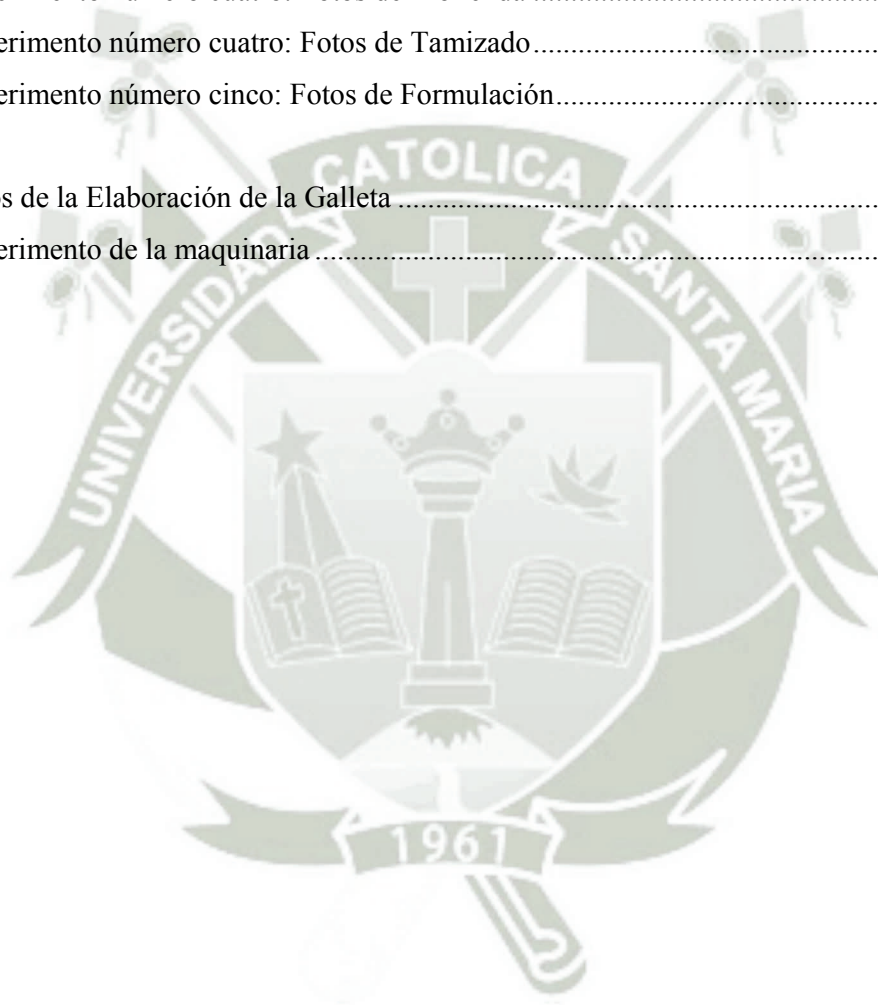 erimento número cuatro: Fotos de Tamizado..............................................
erimento número cinco: Fotos de Formulación...........................................
os de la Elaboración de la Galleta ................................................................
erimento de la maquinaria ...........................................................................
CATOLICA
UNIVERSIDAD
SANTA MARIA
1961